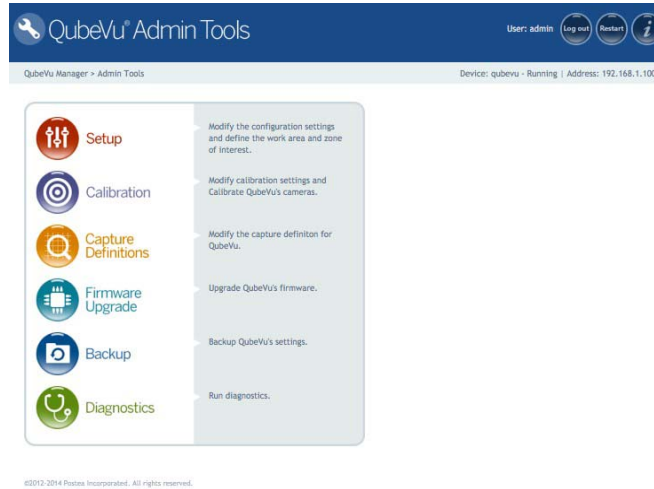 QubeVu® Admin Tools
User: admin
Log out
Restart
i
QubeVu Manager > Admin Tools
Device: qubevu - Running | Address: 192.168.1.100
Setup
Modify the configuration settings
and define the work area and zone
of interest.
Calibration
Modify calibration settings and
Calibrate QubeVu's cameras.
Capture
Definitions
Modify the capture definiton for
QubeVu.
Firmware
Upgrade
Upgrade QubeVu's firmware.
Backup
Backup QubeVu's settings.
Diagnostics
Run diagnostics.
©2012-2014 Postea Incorporated. All rights reserved.